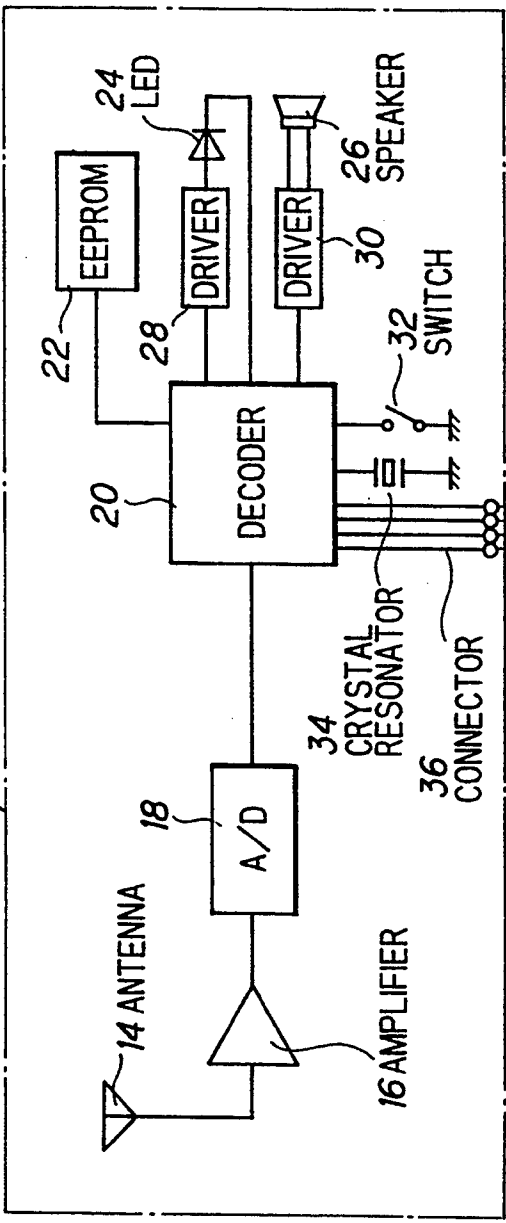 14 ANTENNA
16 AMPLIFIER
18
A/D
20
DECODER
22
EEPROM
24
LED
28
DRIVER
DRIVER
30
26
SPEAKER
32
SWITCH
34
CRYSTAL
RESONATOR
36
CONNECTOR